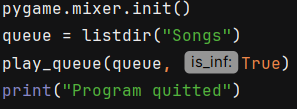 pygame.mixer.init()
queue = listdir("Songs")
play_queue(queue, is_inf: True)
print("Program quitted")